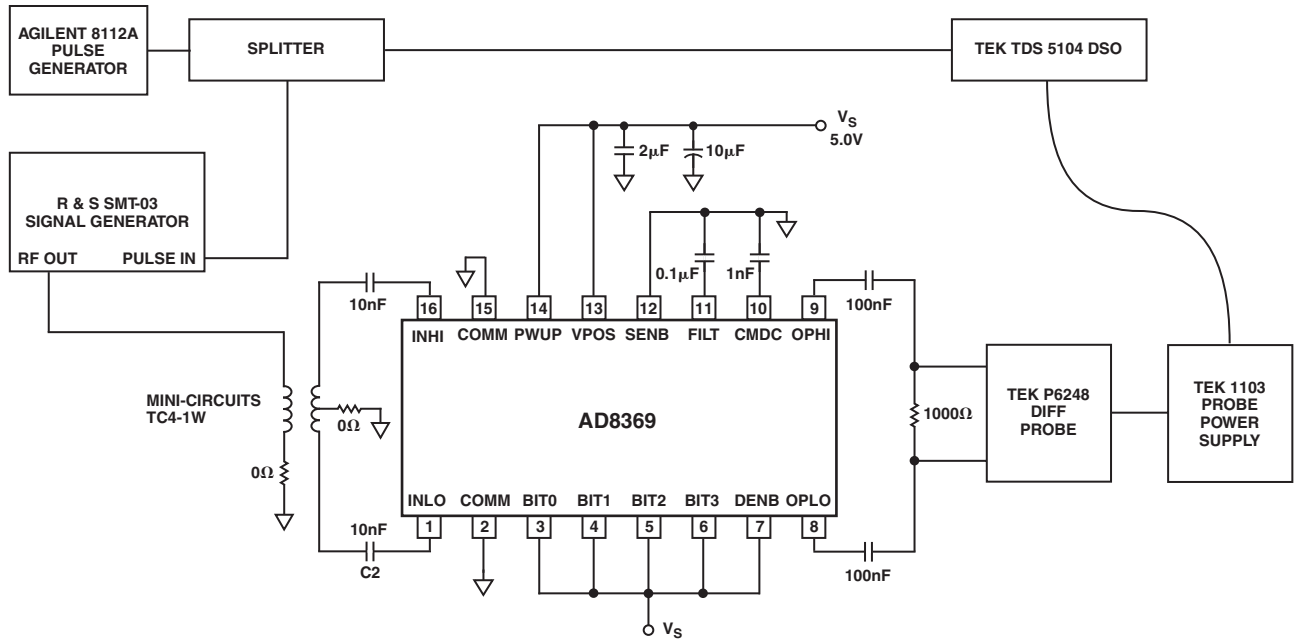 AGILENT 8112A
PULSE
GENERATOR
SPLITTER
TEK TDS 5104 DSO
VS
5.0V
2µF
10µF
R & S SMT-03
SIGNAL GENERATOR
RF OUT
PULSE IN
0.1µF
1nF
10nF
100nF
16
15
14
13
12
11
10
9
INHI
COMM
PWUP
VPOS
SENB
FILT
CMDC
OPHI
MINI-CIRCUITS
TC4-1W
0Ω
0Ω
AD8369
1000Ω
TEK P6248
DIFF
PROBE
TEK 1103
PROBE
POWER
SUPPLY
INLO
COMM
BIT0
BIT1
BIT2
BIT3
DENB
OPLO
1
2
3
4
5
6
7
8
10nF
C2
100nF
VS